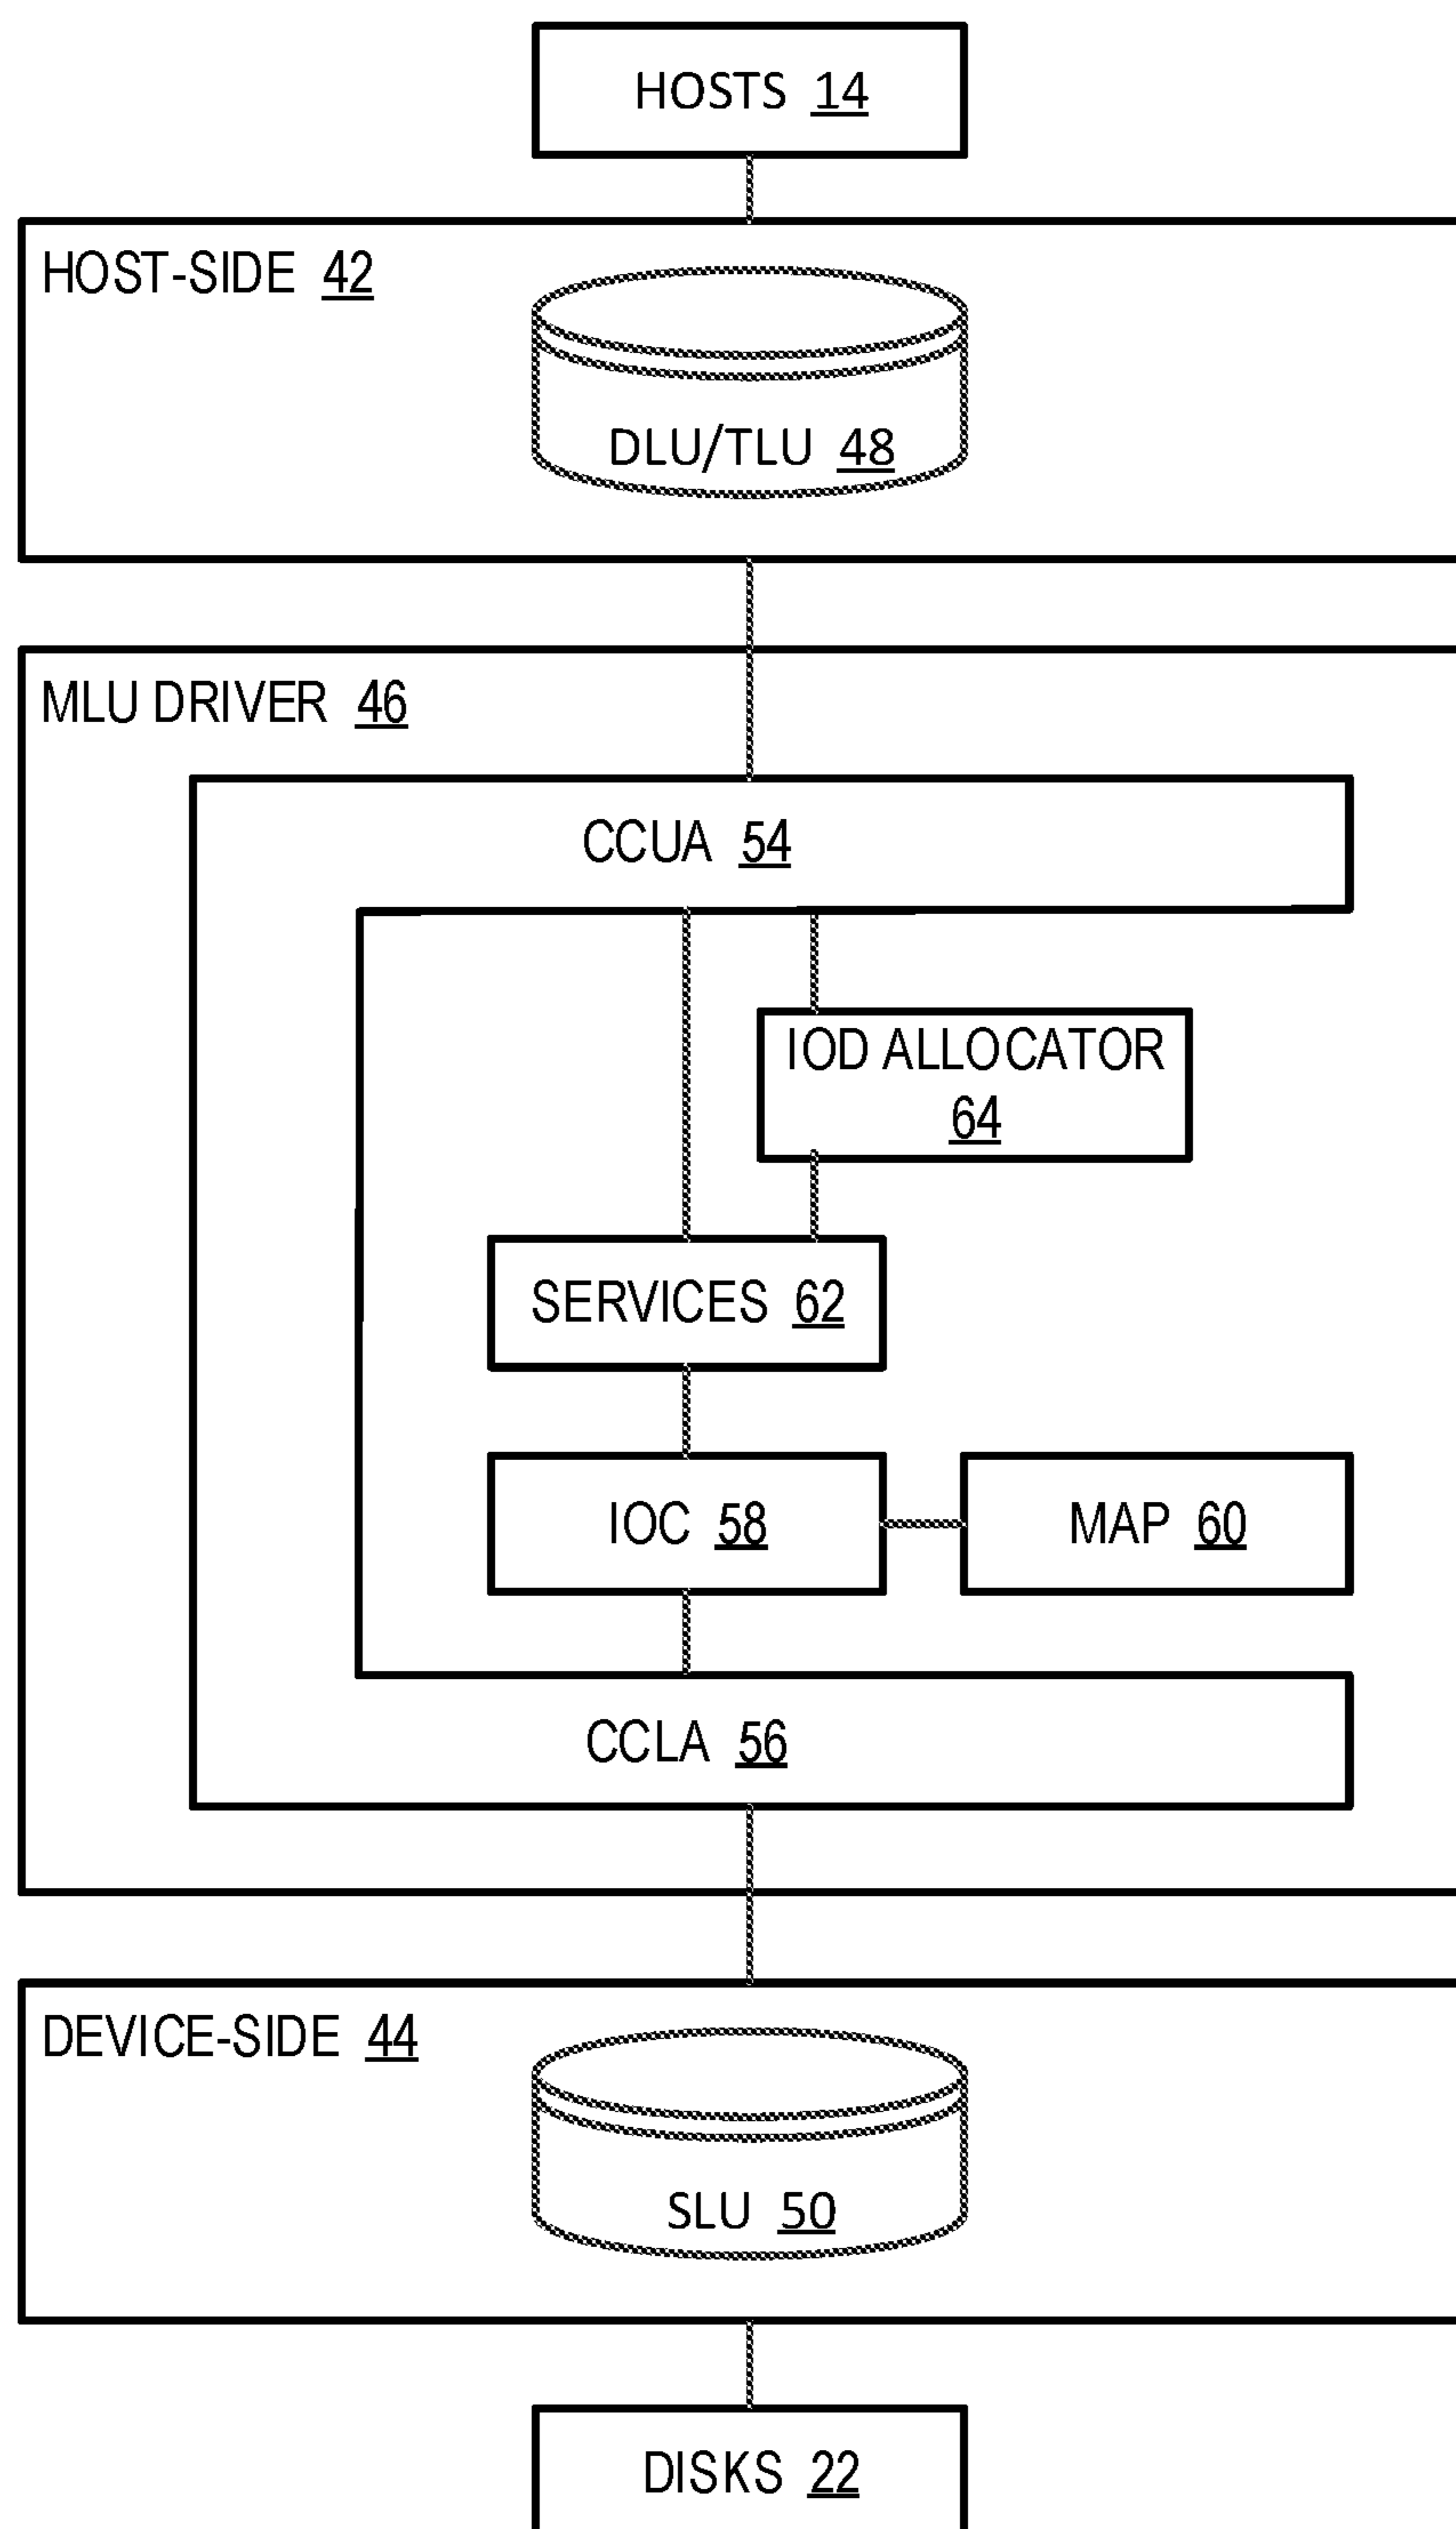 HOSTS 14
HOST-SIDE 42
DLU/TLU 48
MLU DRIVER 46
CCUA 54
IOD ALLOCATOR
64
SERVICES 62
IOC 58
MAP 60
CCLA 56
DEVICE-SIDE 44
SLU 50
DISKS 22